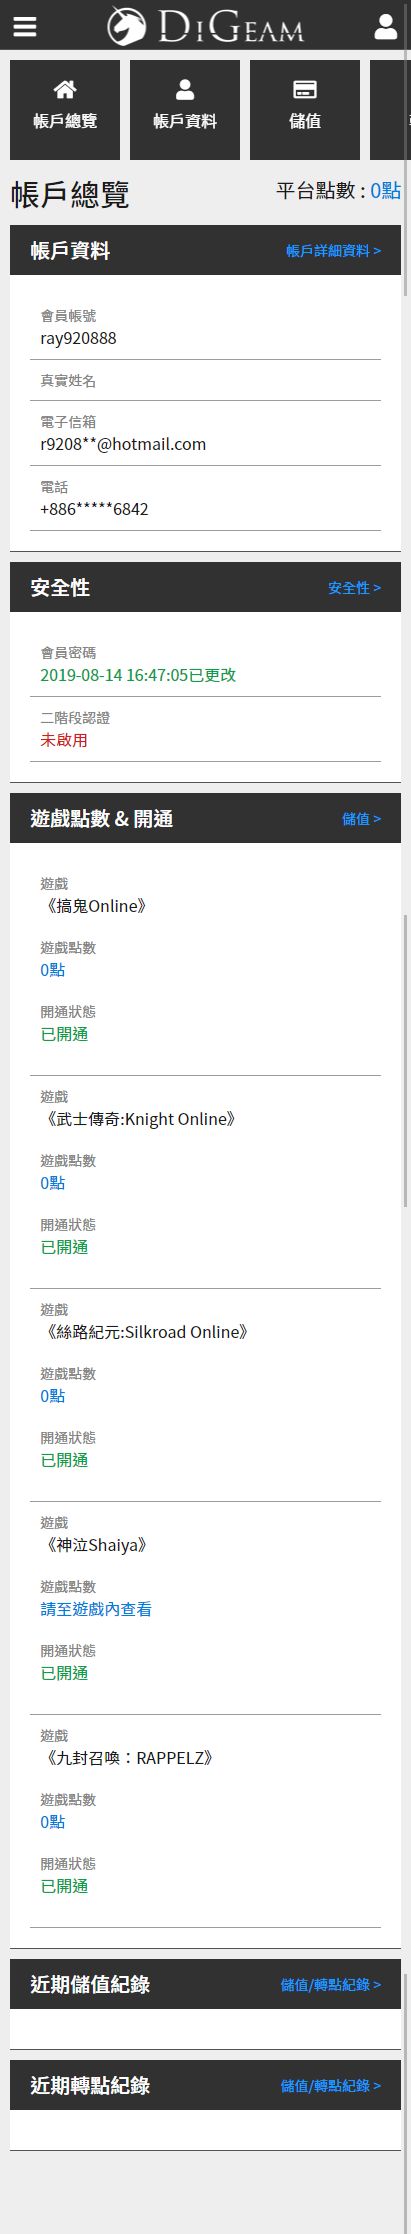 DIGEAM
帳戶總覽
帳戶資料
儲值
帳戶總覽
平台點數 : 0點
帳戶資料
帳戶詳細資料 >
會員帳號
ray920888
真實姓名
電子信箱
r9208**@hotmail.com
電話
+886*****6842
安全性
安全性 >
會員密碼
2019-08-14 16:47:05已更改
二階段認證
未啟用
遊戲點數 & 開通
儲值 >
遊戲
《搞鬼Online》
遊戲點數
0點
開通狀態
已開通
遊戲
《武士傳奇:Knight Online》
遊戲點數
0點
開通狀態
已開通
遊戲
《絲路紀元:Silkroad Online》
遊戲點數
0點
開通狀態
已開通
遊戲
《神泣Shaiya》
遊戲點數
請至遊戲內查看
開通狀態
已開通
遊戲
《九封召喚：RAPPELZ》
遊戲點數
0點
開通狀態
已開通
近期儲值紀錄
儲值/轉點紀錄 >
近期轉點紀錄
儲值/轉點紀錄 >